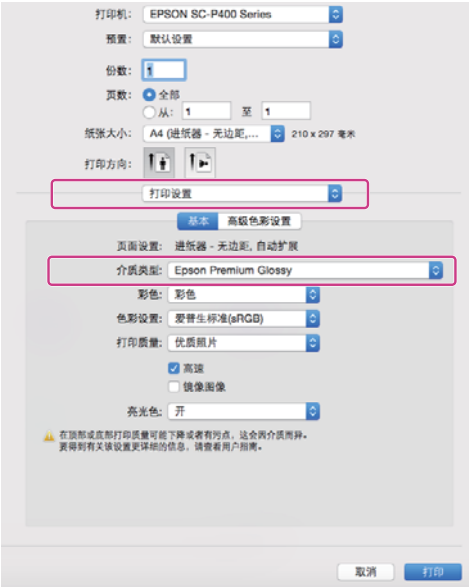 打印机: EPSON SC-P400 Series
预置: 默认设置
份数: 1
页数: 全部
从: 1 至 1
纸张大小: A4 (进纸器 - 无边距,... 210 x 297 毫米
打印方向:
打印设置
基本 高级色彩设置
页面设置: 进纸器 - 无边距, 自动扩展
介质类型: Epson Premium Glossy
彩色: 彩色
色彩设置: 爱普生标准(sRGB)
打印质量: 优质照片
高速
镜像图像
亮光色: 开
在顶部或底部打印质量可能下降或者有污点，这会因介质而异。
要得到有关该设置更详细的信息，请查看用户指南。
取消 打印